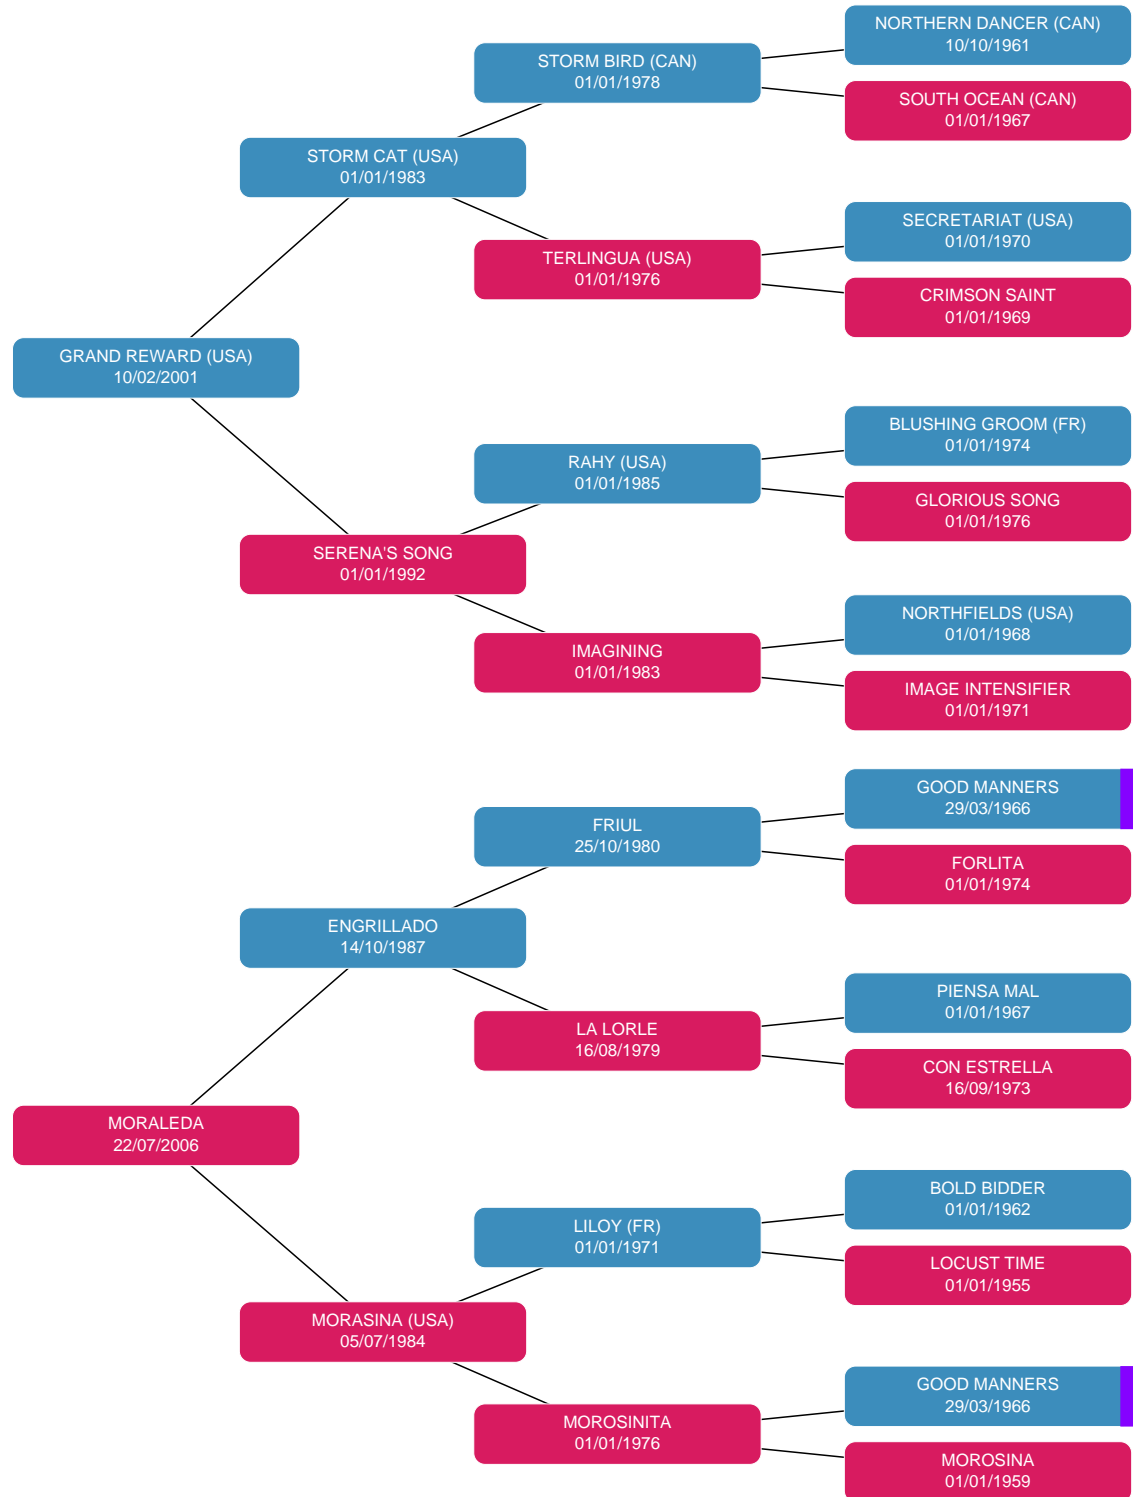 NORTHERN DANCER (CAN)
10/10/1961
STORM BIRD (CAN)
01/01/1978
SOUTH OCEAN (CAN)
01/01/1967
STORM CAT (USA)
01/01/1983
SECRETARIAT (USA)
01/01/1970
TERLINGUA (USA)
01/01/1976
CRIMSON SAINT
01/01/1969
GRAND REWARD (USA)
10/02/2001
BLUSHING GROOM (FR)
01/01/1974
RAHY (USA)
01/01/1985
GLORIOUS SONG
01/01/1976
SERENA'S SONG
01/01/1992
NORTHFIELDS (USA)
01/01/1968
IMAGINING
01/01/1983
IMAGE INTENSIFIER
01/01/1971
GOOD MANNERS
29/03/1966
FRIUL
25/10/1980
FORLITA
01/01/1974
ENGRILLADO
14/10/1987
PIENSA MAL
01/01/1967
LA LORLE
16/08/1979
CON ESTRELLA
16/09/1973
MORALEDA
22/07/2006
BOLD BIDDER
01/01/1962
LILOY (FR)
01/01/1971
LOCUST TIME
01/01/1955
MORASINA (USA)
05/07/1984
GOOD MANNERS
29/03/1966
MOROSINITA
01/01/1976
MOROSINA
01/01/1959